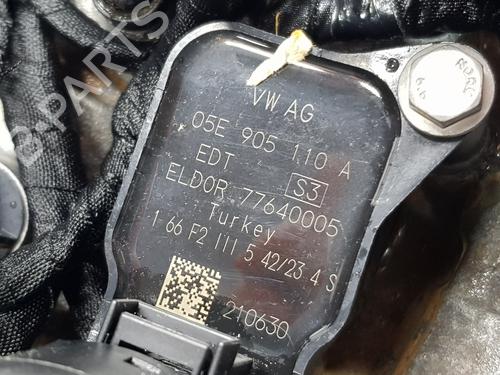 VW AG
05E 905 110 A
EDT S3
ELDOR 77640005
Turkey
1 66 F2 111 5 42/23 4 S
210630